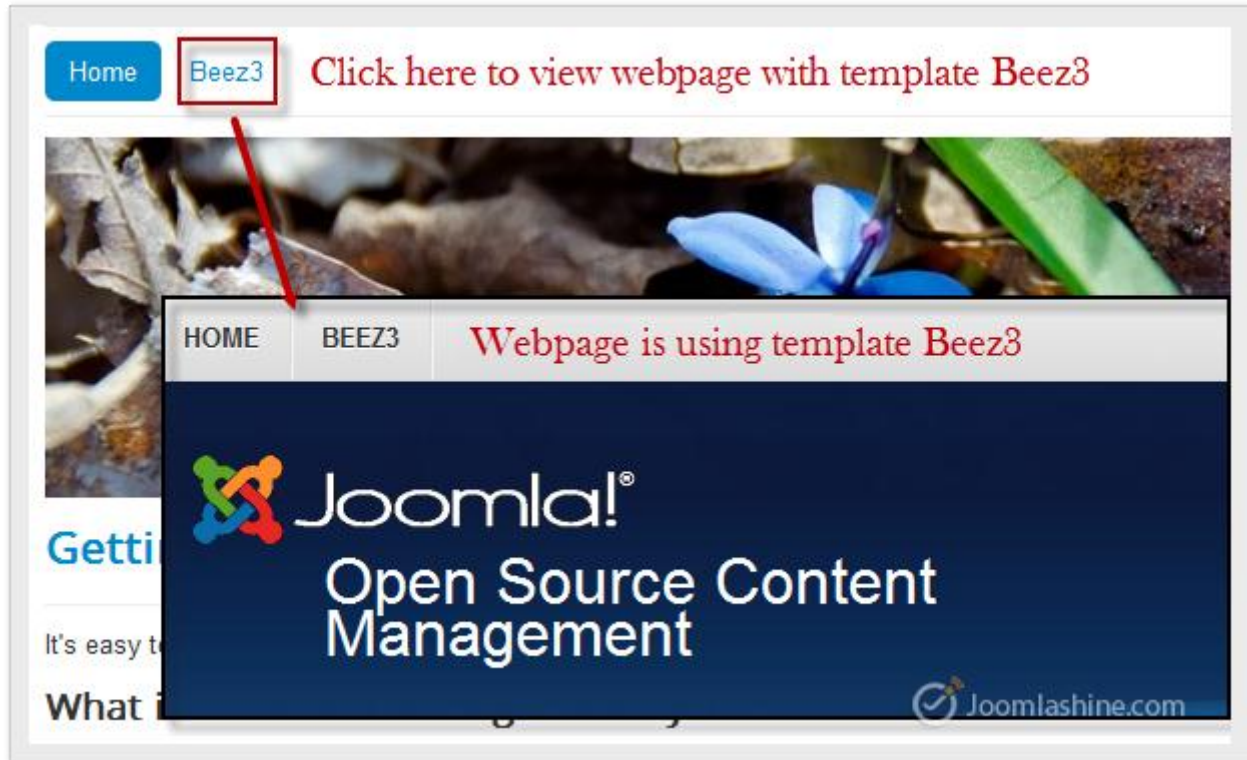 Home Beez3 Click here to view webpage with template Beez3
HOME BEEZ3 Webpage is using template Beez3
Joomla!®
Open Source Content
Management
It's easy
What
Joomlashine.com